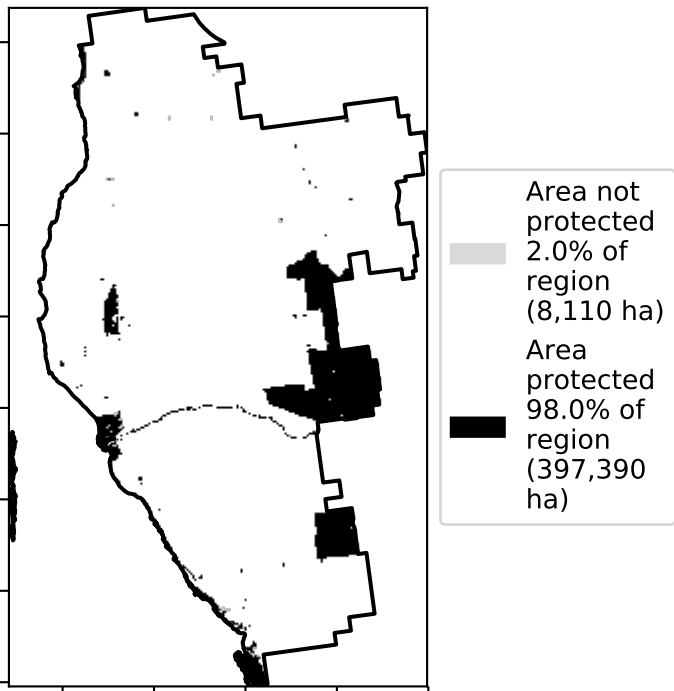 Area not
protected
2.0% of
region
(8,110 ha)
Area
protected
98.0% of
region
(397,390
ha)